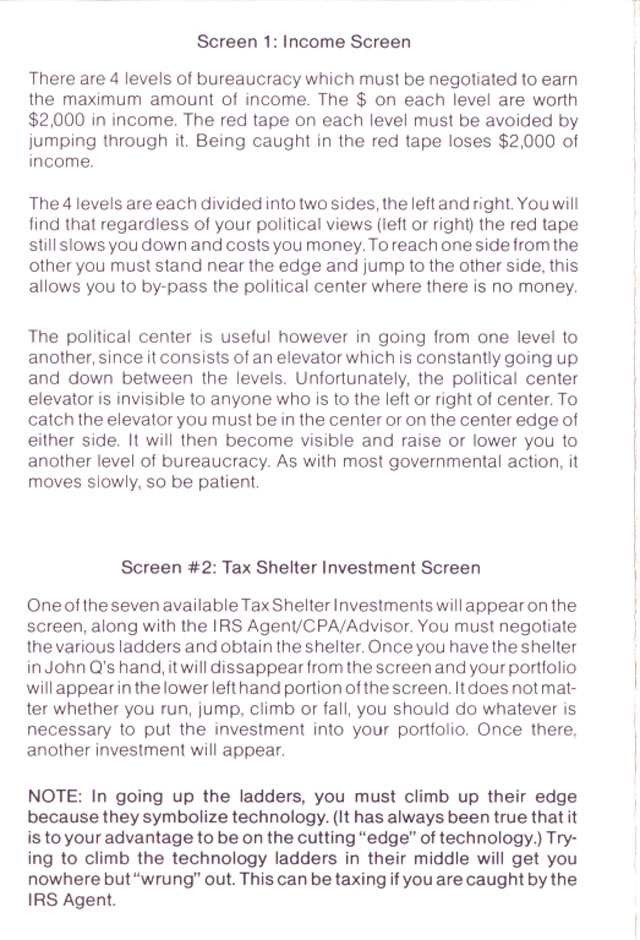 Screen 1: Income Screen
There are 4 levels of bureaucracy which must be negotiated to earn
the maximum amount of income. The $ on each level are worth
$2,000 in income. The red tape on each level must be avoided by
jumping through it. Being caught in the red tape loses $2,000 of
income.
The 4 levels are each divided into two sides, the left and right. You will
find that regardless of your political views (left or right) the red tape
still slows you down and costs you money. To reach one side from the
other you must stand near the edge and jump to the other side, this
allows you to by-pass the political center where there is no money.
The political center is useful however in going from one level to
another, since it consists of an elevator which is constantly going up
and down between the levels. Unfortunately, the political center
elevator is invisible to anyone who is to the left or right of center. To
catch the elevator you must be in the center or on the center edge of
either side. It will then become visible and raise or lower you to
another level of bureaucracy. As with most governmental action, it
moves slowly, so be patient.
Screen #2: Tax Shelter Investment Screen
One of the seven available Tax Shelter Investments will appear on the
screen, along with the IRS Agent/CPA/Advisor. You must negotiate
the various ladders and obtain the shelter. Once you have the shelter
in John Q's hand, it will dissappear from the screen and your portfolio
will appear in the lower left hand portion of the screen. It does not mat-
ter whether you run, jump, climb or fall, you should do whatever is
necessary to put the investment into your portfolio. Once there,
another investment will appear.
NOTE: In going up the ladders, you must climb up their edge
because they symbolize technology. (It has always been true that it
is to your advantage to be on the cutting "edge" of technology.) Try-
ing to climb the technology ladders in their middle will get you
nowhere but "wrung" out. This can be taxing if you are caught by the
IRS Agent.